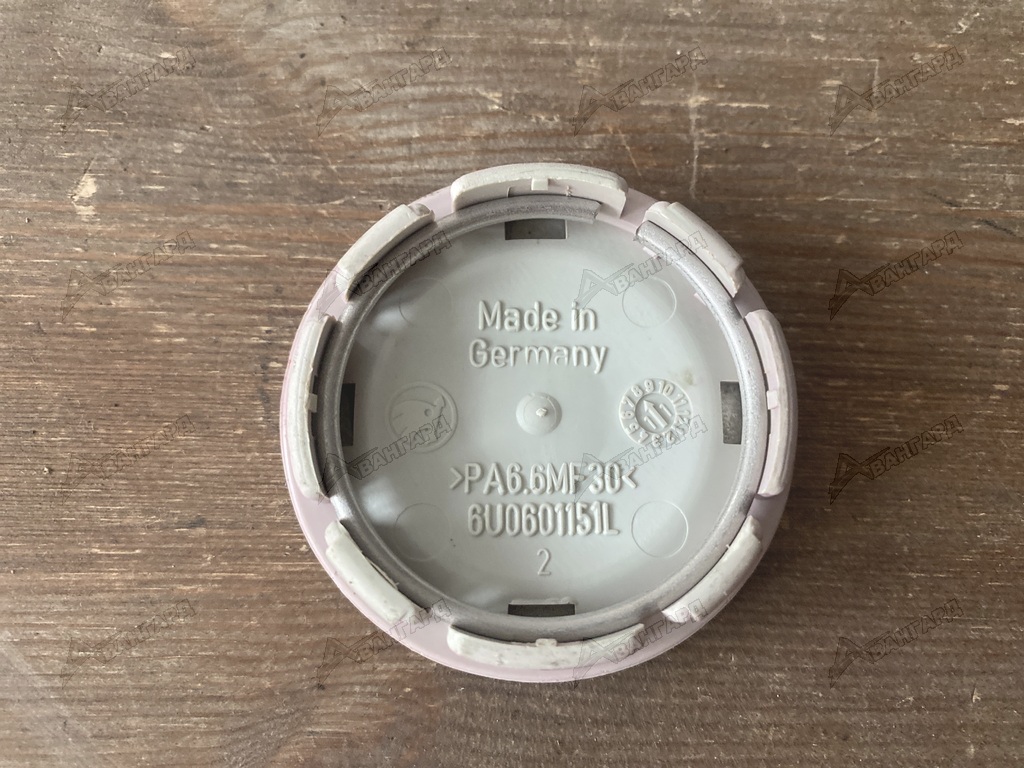 Made in
Germany
>PA6.6MF30<
6U0601151L
2
АВАНГАРД